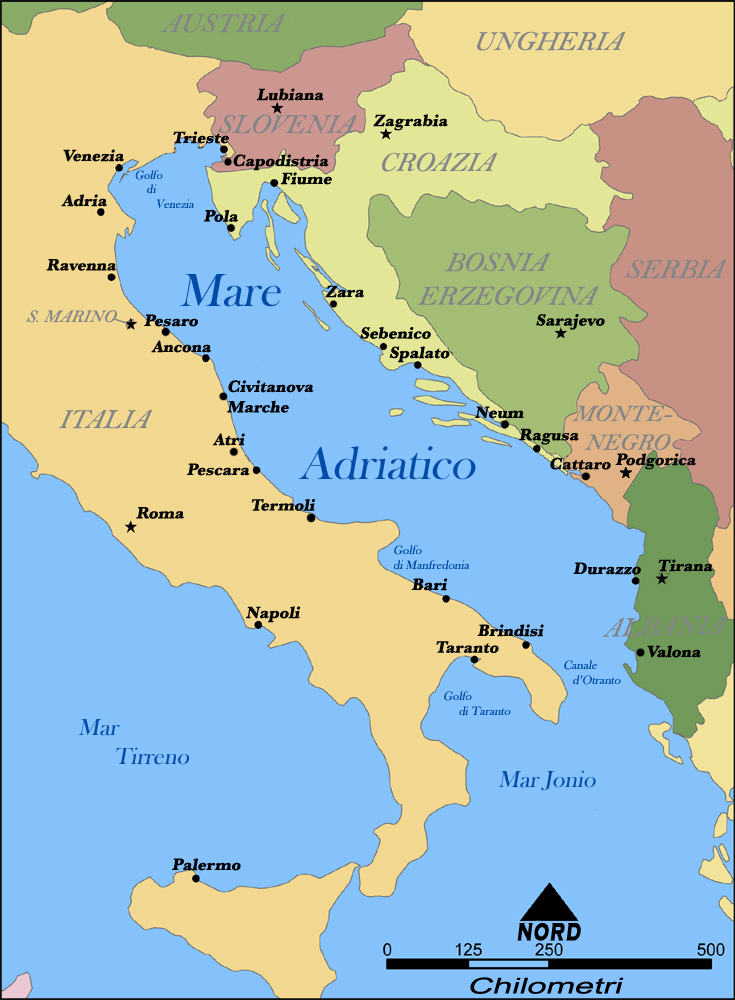 AUSTRIA
UNGHERIA
Lubiana
SLOVENIA
Zagrabia
CROAZIA
Trieste
Venezia
Capodistria
Golfo
di
Venezia
Fiume
Adria
Pola
Ravenna
BOSNIA
ERZEGOVINA
SERBIA
Mare
Zara
S. MARINO
Pesaro
Sarajevo
Ancona
Sebenico
Spalato
Civitanova
Marche
ITALIA
Neum
MONTE-
NEGRO
Ragusa
Atri
Pescara
Adriatico
Cattaro
Podgorica
Roma
Termoli
Golfo
di Manfredonia
Durazzo
Tirana
Bari
Napoli
Brindisi
ALBANIA
Taranto
Valona
Canale
d'Otranto
Golfo
di Taranto
Mar
Tirreno
Mar Jonio
Palermo
NORD
0 125 250 500
Chilometri